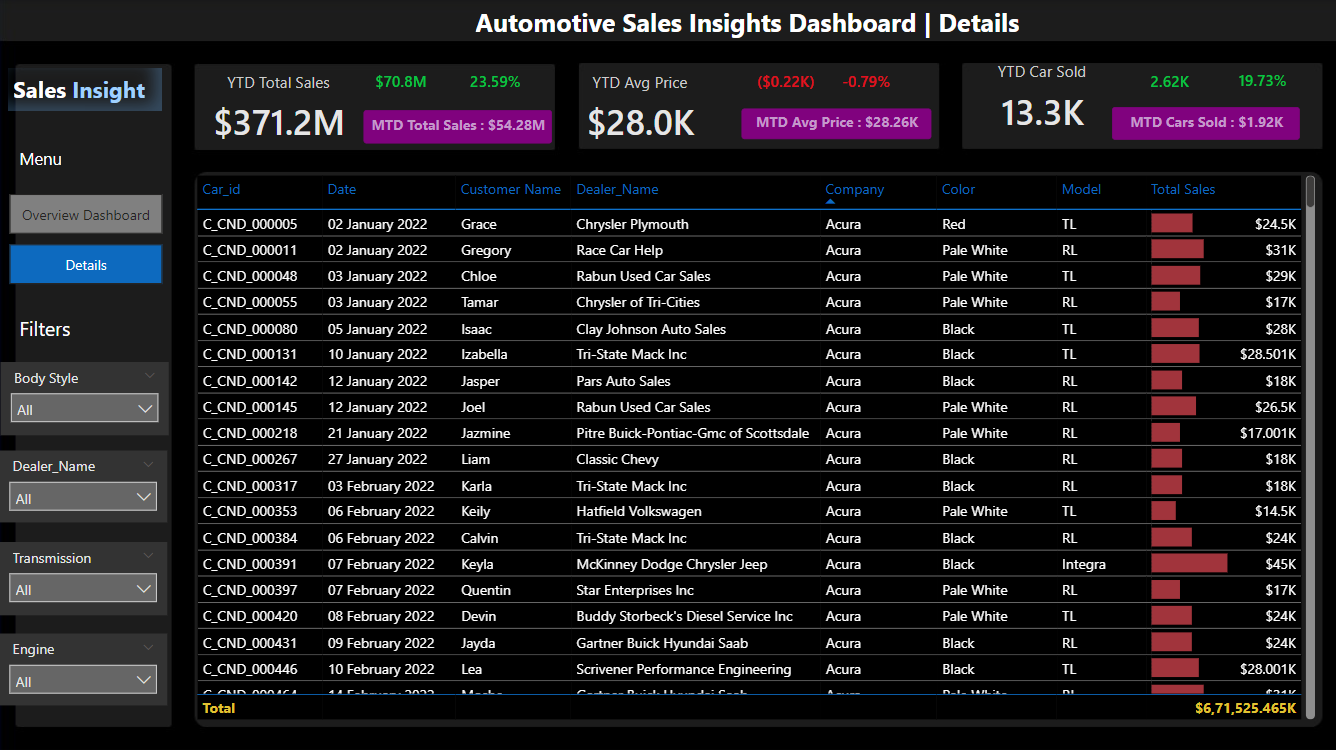 Automotive Sales Insights Dashboard | Details
Sales Insight
Menu
Overview Dashboard
Details
Filters
Body Style
All
Dealer_Name
All
Transmission
All
Engine
All
YTD Total Sales $70.8M 23.59%
$371.2M MTD Total Sales : $54.28M
YTD Avg Price ($0.22K) -0.79%
$28.0K MTD Avg Price : $28.26K
YTD Car Sold 2.62K 19.73%
13.3K MTD Cars Sold : $1.92K
Car_id Date Customer Name Dealer_Name Company Color Model Total Sales
C_CND_000005 02 January 2022 Grace Chrysler Plymouth Acura Red TL $24.5K
C_CND_000011 02 January 2022 Gregory Race Car Help Acura Pale White RL $31K
C_CND_000048 03 January 2022 Chloe Rabun Used Car Sales Acura Pale White TL $29K
C_CND_000055 03 January 2022 Tamar Chrysler of Tri-Cities Acura Pale White RL $17K
C_CND_000080 05 January 2022 Isaac Clay Johnson Auto Sales Acura Black TL $28K
C_CND_000131 10 January 2022 Izabella Tri-State Mack Inc Acura Black TL $28.501K
C_CND_000142 12 January 2022 Jasper Pars Auto Sales Acura Black RL $18K
C_CND_000145 12 January 2022 Joel Rabun Used Car Sales Acura Pale White RL $26.5K
C_CND_000218 21 January 2022 Jazmine Pitre Buick-Pontiac-Gmc of Scottsdale Acura Pale White RL $17.001K
C_CND_000267 27 January 2022 Liam Classic Chevy Acura Black RL $18K
C_CND_000317 03 February 2022 Karla Tri-State Mack Inc Acura Black RL $18K
C_CND_000353 06 February 2022 Keily Hatfield Volkswagen Acura Pale White TL $14.5K
C_CND_000384 06 February 2022 Calvin Tri-State Mack Inc Acura Black RL $24K
C_CND_000391 07 February 2022 Keyla McKinney Dodge Chrysler Jeep Acura Black Integra $45K
C_CND_000397 07 February 2022 Quentin Star Enterprises Inc Acura Pale White RL $17K
C_CND_000420 08 February 2022 Devin Buddy Storbeck's Diesel Service Inc Acura Pale White TL $24K
C_CND_000431 09 February 2022 Jayda Gartner Buick Hyundai Saab Acura Black RL $24K
C_CND_000446 10 February 2022 Lea Scrivener Performance Engineering Acura Black TL $28.001K
C_CND_000464 14 February 2022 Gartner Buick Hyundai Saab Acura Pale White RL $31K
Total $6,71,525.465K